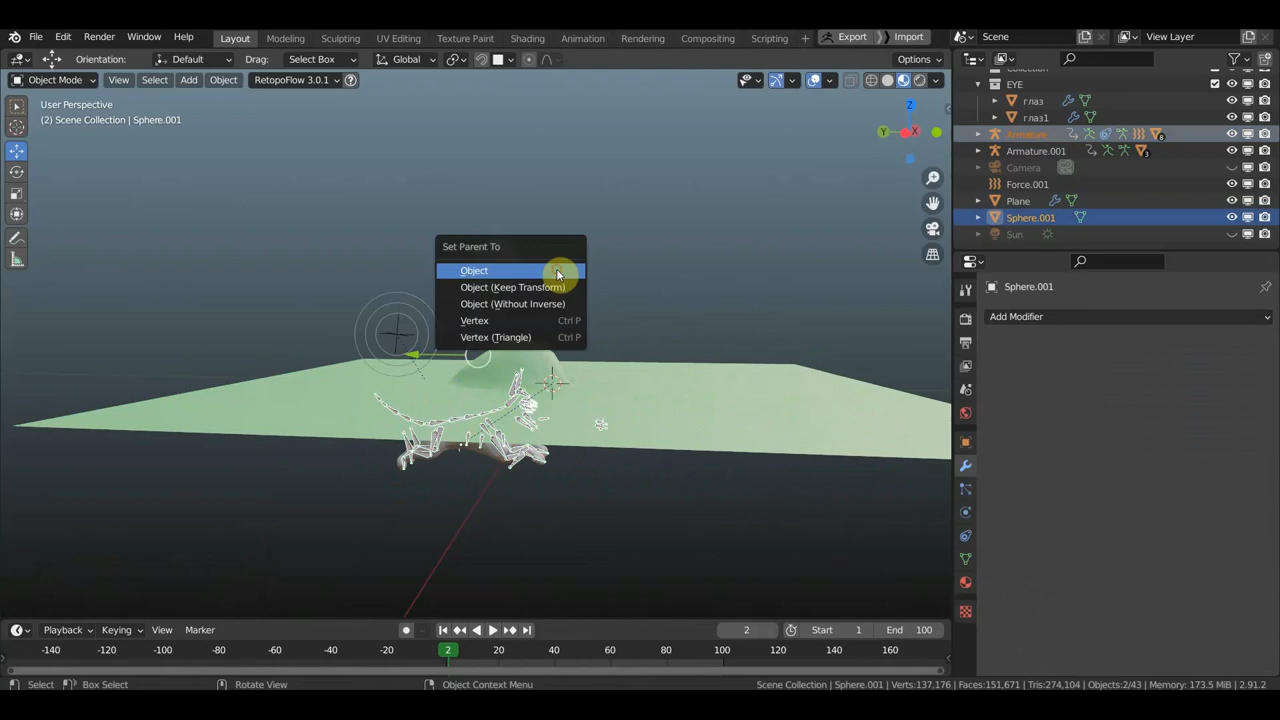 File Edit Render Window Help Layout Modeling Sculpting UV Editing Texture Paint Shading Animation Rendering Compositing Scripting + Export Import Scene View Layer
Orientation: Default Drag: Select Box Global Options
Object Mode View Select Add Object RetopoFlow 3.0.1
User Perspective
(2) Scene Collection | Sphere.001
Z
Y X
EYE
глаз
глаз1
Armature 8
Armature.001 3
Camera
Force.001
Plane
Sphere.001
Sun
Set Parent To
Object
Object (Keep Transform)
Object (Without Inverse)
Vertex Ctrl P
Vertex (Triangle) Ctrl P
Sphere.001
Add Modifier
Playback Keying View Marker 2 Start 1 End 100
-140 -120 -100 -80 -60 -40 -20 2 20 40 60 80 100 120 140 160
Select Box Select Rotate View Object Context Menu Scene Collection | Sphere.001 | Verts:137,176 | Faces:151,671 | Tris:274,104 | Objects:2/43 | Memory: 173.5 MiB | 2.91.2